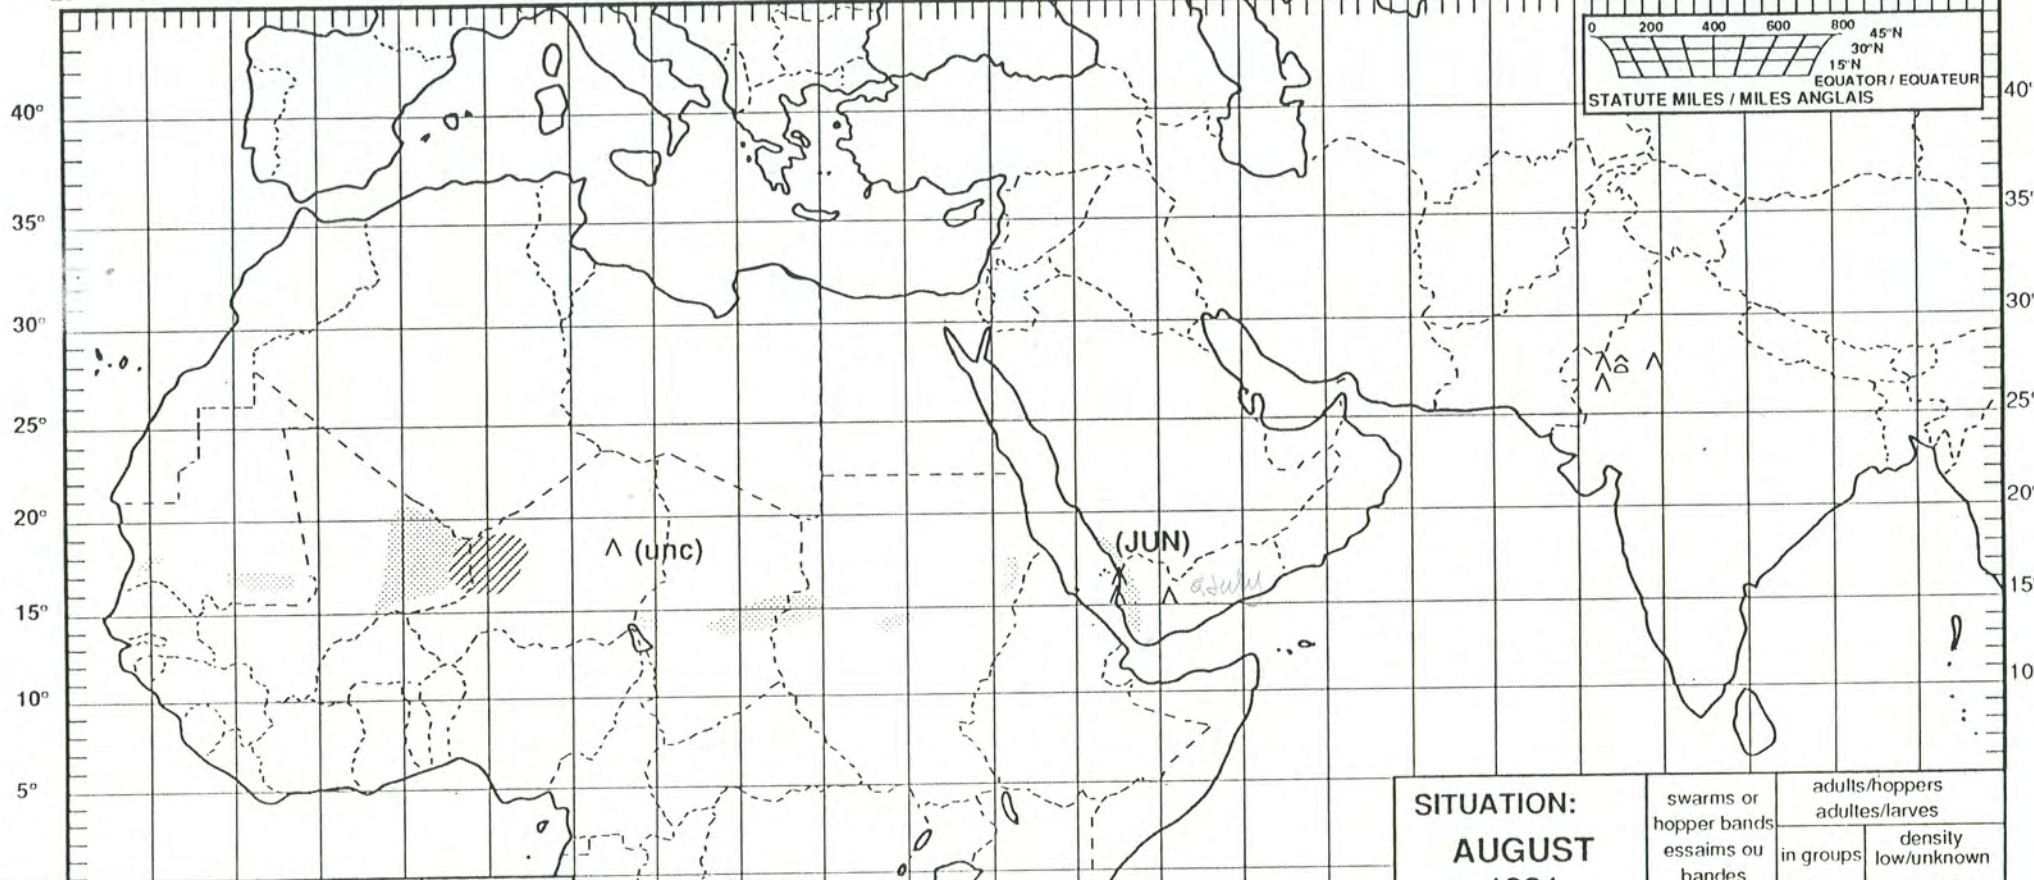 0 200 400 600 800
45°N
30°N
15°N
EQUATOR / EQUATEUR
STATUTE MILES / MILES ANGLAIS
40° 40°
35° 35°
30° 30°
25° 25°
20° 20°
(unc) (JUN)
15° July 15°
10° 10°
5°
SITUATION:
AUGUST
swarms or
hopper bands
essaims ou
bandes
adults/hoppers
adultes/larves
in groups
density
low/unknown